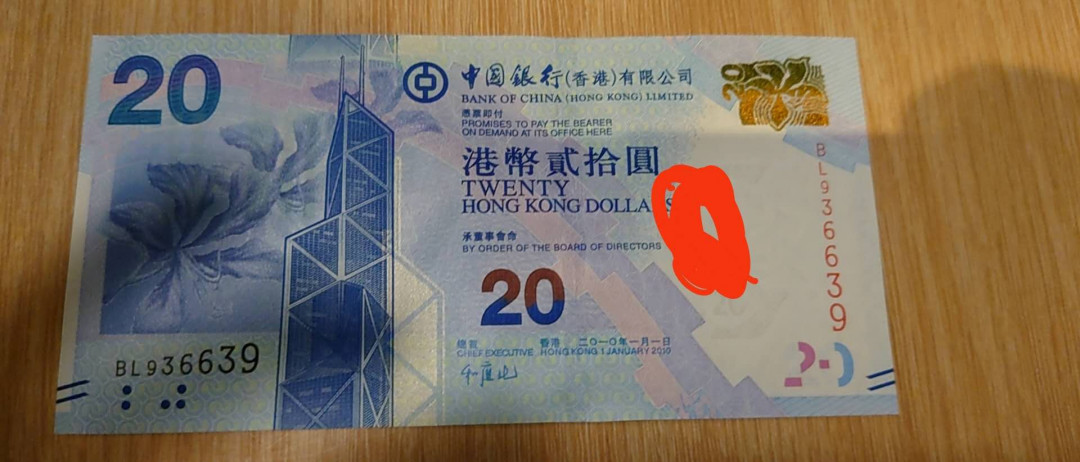 20
中國銀行(香港)有限公司
BANK OF CHINA (HONG KONG) LIMITED
憑票即付
PROMISES TO PAY THE BEARER
ON DEMAND AT ITS OFFICE HERE
港幣貳拾圓
TWENTY
HONG KONG DOLLARS
承董事會命
BY ORDER OF THE BOARD OF DIRECTORS
20
總裁
CHIEF EXECUTIVE
香港 二〇一〇年一月一日
HONG KONG 1 JANUARY 2010
BL936639
BL936639